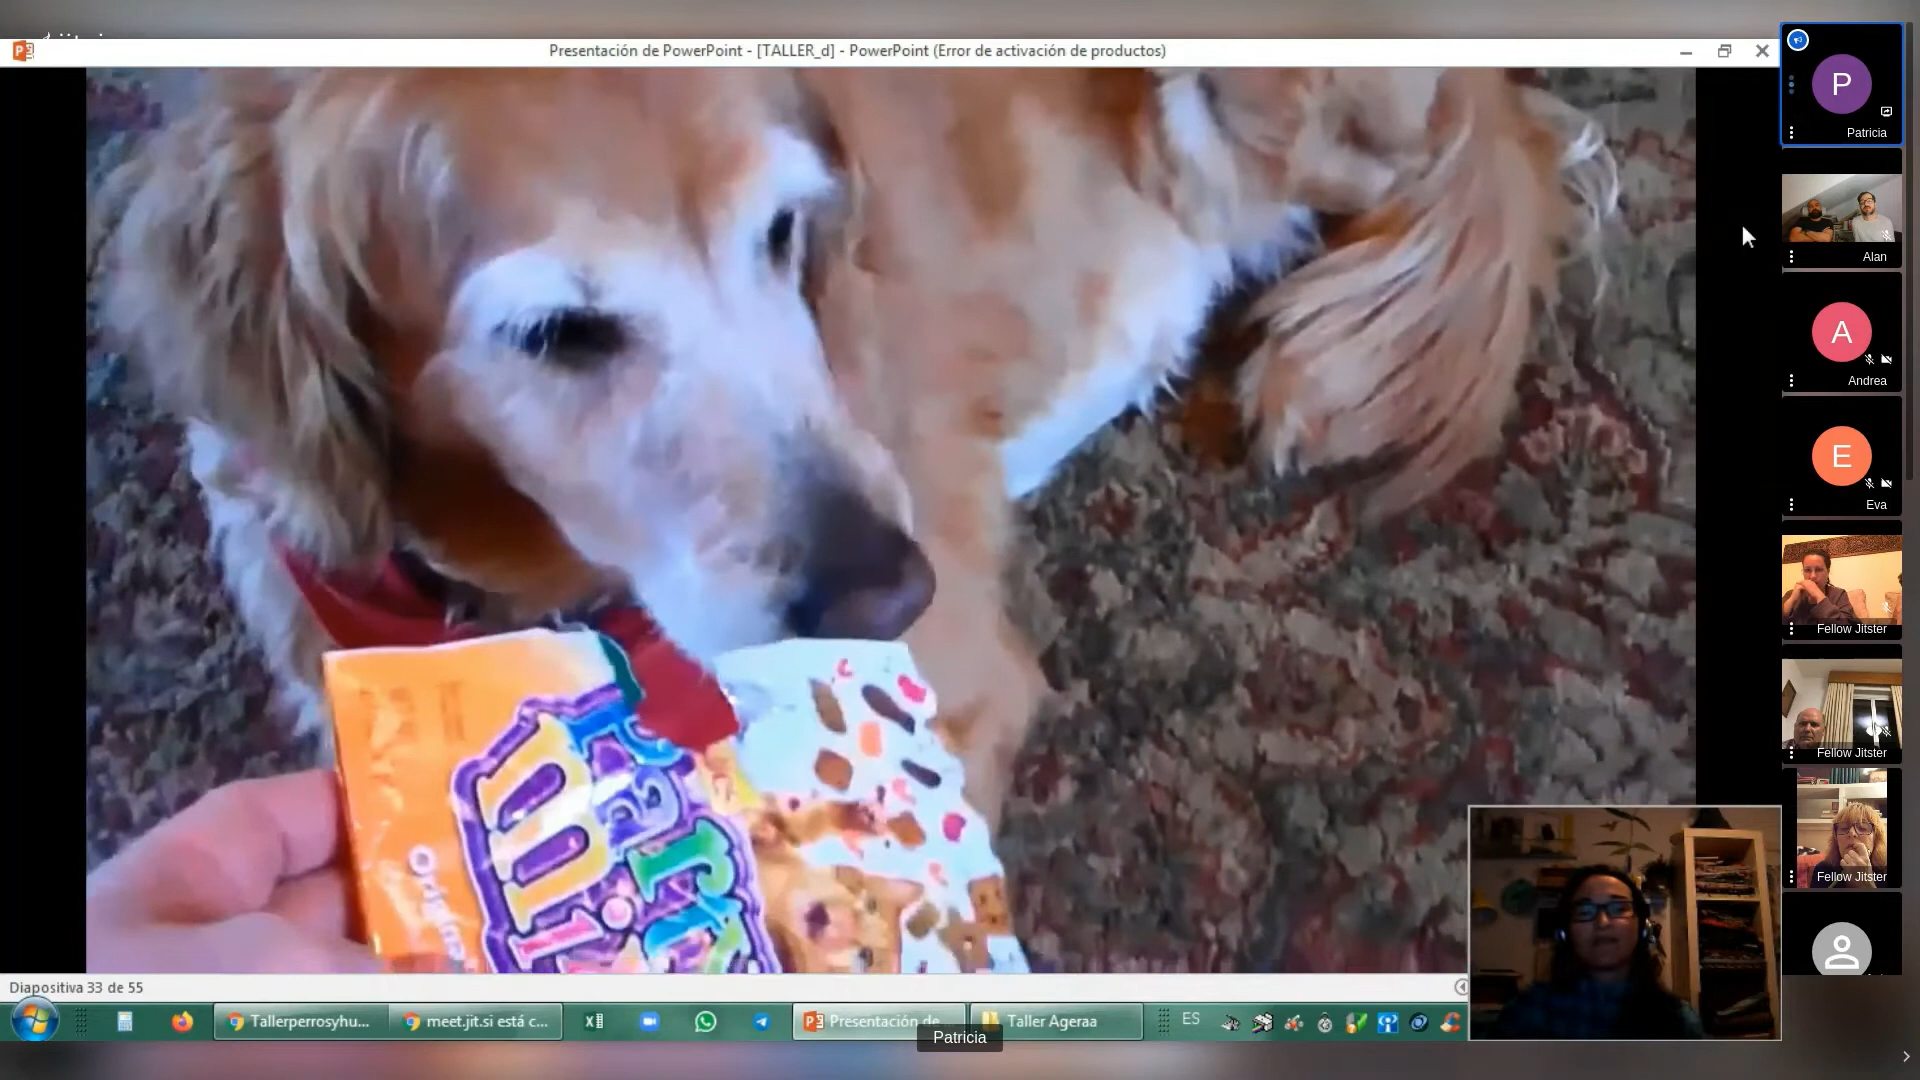 Presentación de PowerPoint - [TALLER_d] - PowerPoint (Error de activación de productos)
P
Patricia
Alan
A
Andrea
E
Eva
Fellow Jitster
Fellow Jitster
Fellow Jitster
Original
Diapositiva 33 de 55
Tallerperrosyhu...
meet.jit.si está c...
Presentación de
Taller Ageraa
ES
Patricia